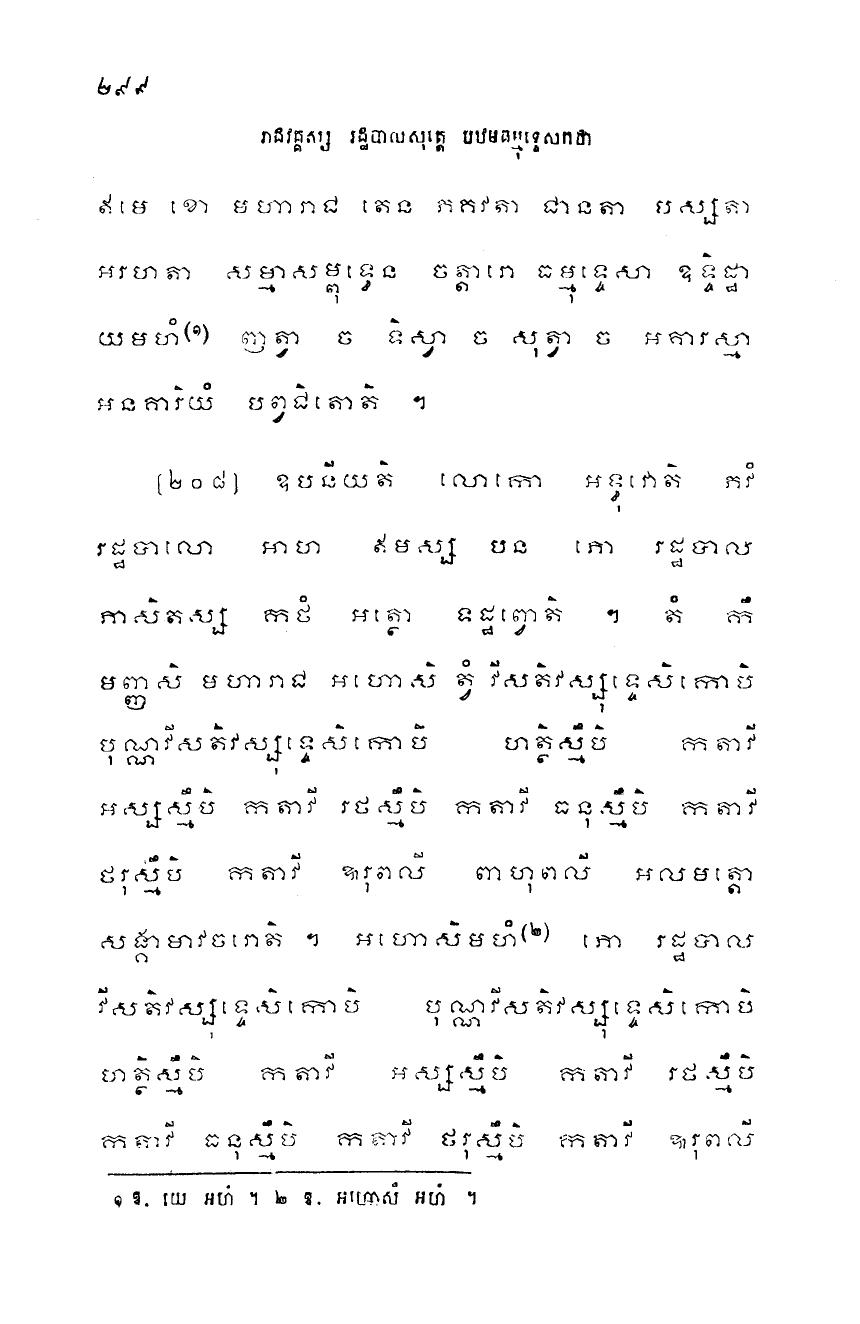 ២៩៩
រាជវគ្គស្ស រដ្ឋបាលសុត្តេ បឋមធម្មុទ្ទេសកថា
ឥមេ ខោ មហារាជ តេន ភគវតា ជានតា បស្សតា
អរហតា សម្មាសម្ពុទ្ធេន ចត្តារោ ធម្មុទ្ទេសា ឧទ្ទិដ្ឋា
យមហំ(១) ញត្វា ច ទិស្វា ច សុត្វា ច អគារស្មា
អនគារិយំ បព្វជិតោតិ ។
[២០៨] ឧបនីយតិ លោកោ អទ្ធុវោតិ ភវំ
រដ្ឋបាលោ អាហ ឥមស្ស បន ភោ រដ្ឋបាល
ភាសិតស្ស កថំ អត្ថោ ទដ្ឋព្វោតិ ។ តំ កឹ
មញ្ញសិ មហារាជ អហោសិ ត្វំ វីសតិវស្សុទ្ទេសិកោបិ
បុណ្ណវីសតិវស្សុទ្ទេសិកោបិ ហត្ថិស្មឹបិ កតាវី
អស្សស្មឹបិ កតាវី រថស្មឹបិ កតាវី ធនុស្មឹបិ កតាវី
ថរុស្មឹបិ កតាវី ឩរុពលី ពាហុពលី អលមត្តោ
សង្គាមាវចរោតិ ។ អហោសិមហំ(២) ភោ រដ្ឋបាល
វីសតិវស្សុទ្ទេសិកោបិ បុណ្ណវីសតិវស្សុទ្ទេសិកោបិ
ហត្ថិស្មឹបិ កតាវី អស្សស្មឹបិ កតាវី រថស្មឹបិ
កតាវី ធនុស្មឹបិ កតាវី ថរុស្មឹបិ កតាវី ឩរុពលី
១ ឱ. យេ អហំ ។ ២ ឱ. អហោសឹ អហំ ។